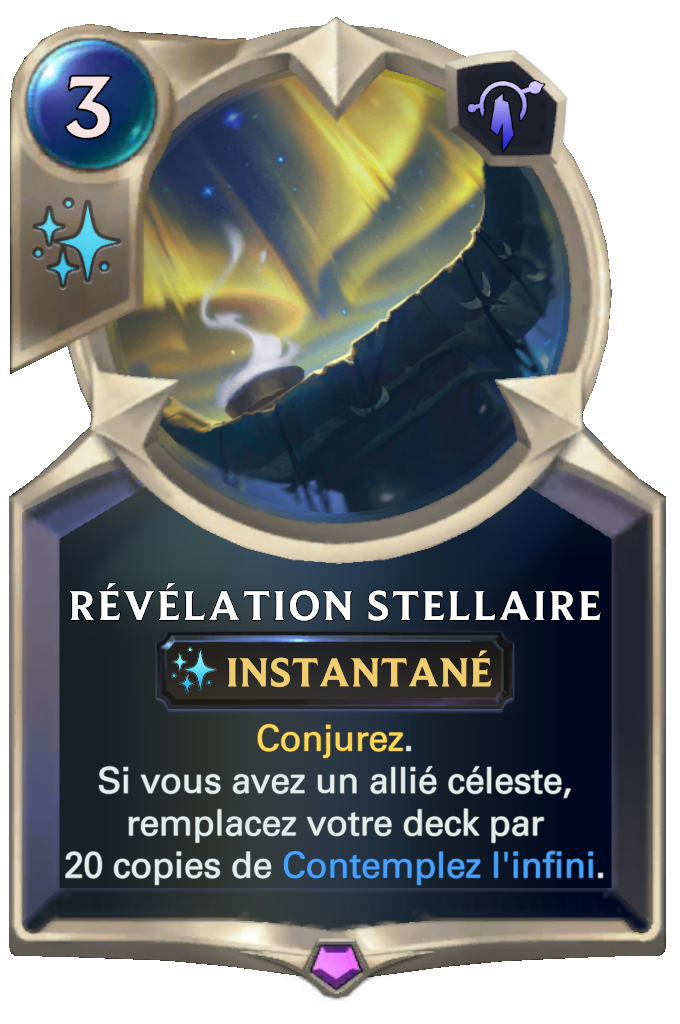 3
RÉVÉLATION STELLAIRE
INSTANTANÉ
Conjurez.
Si vous avez un allié céleste,
remplacez votre deck par
20 copies de Contemplez l'infini.